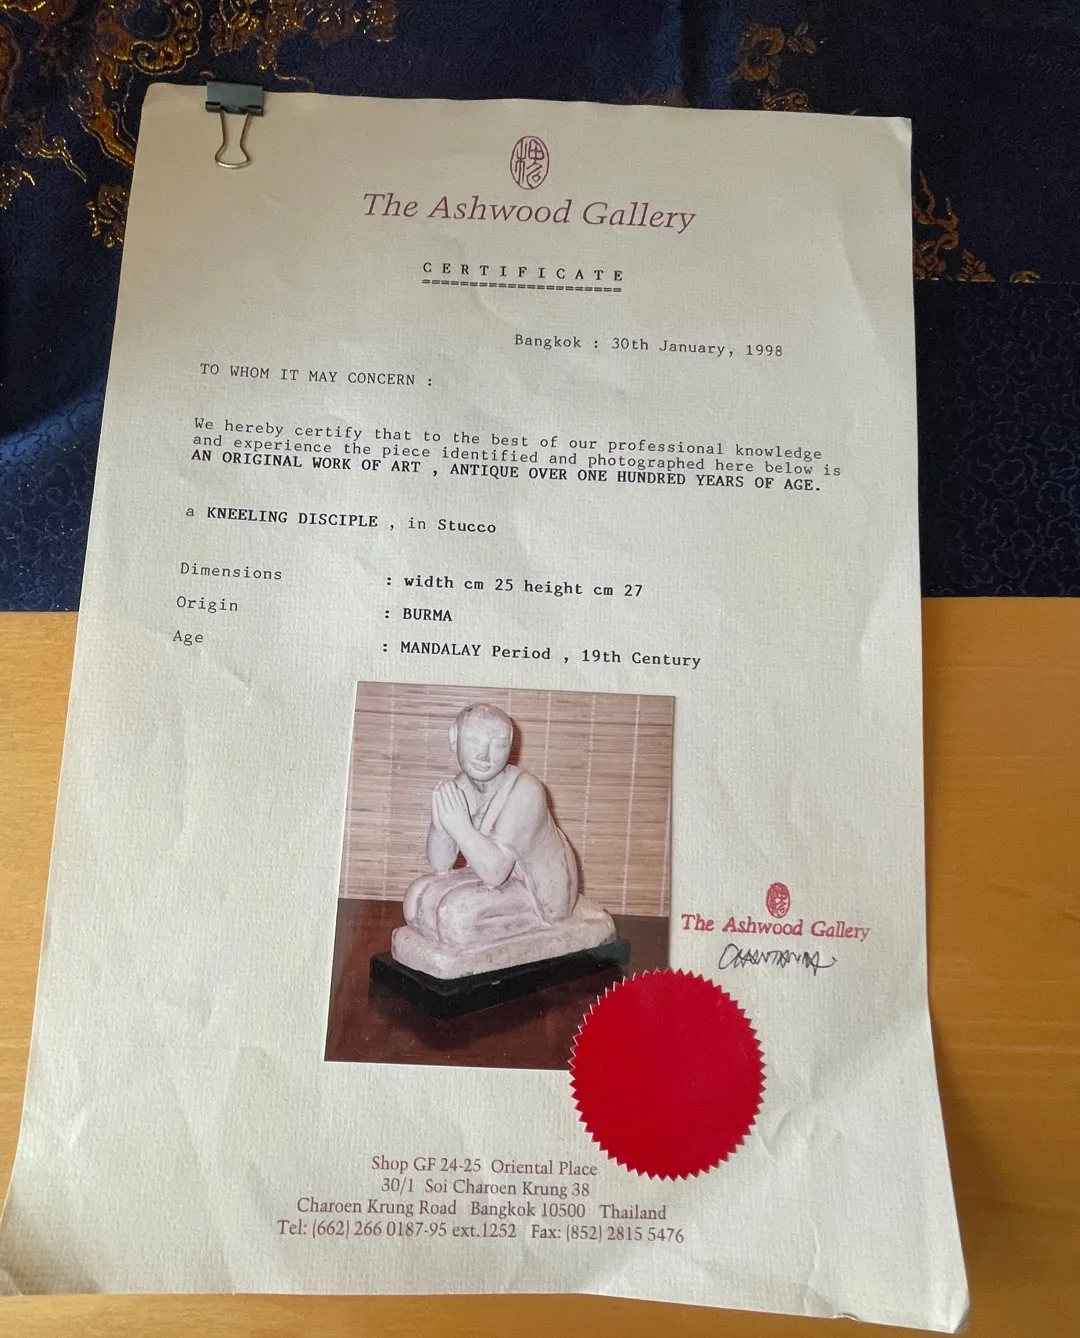 The Ashwood Gallery
CERTIFICATE
====================
Bangkok : 30th January, 1998
TO WHOM IT MAY CONCERN :
We hereby certify that to the best of our professional knowledge
and experience the piece identified and photographed here below is
AN ORIGINAL WORK OF ART , ANTIQUE OVER ONE HUNDRED YEARS OF AGE.
a KNEELING DISCIPLE , in Stucco
Dimensions : width cm 25 height cm 27
Origin : BURMA
Age : MANDALAY Period , 19th Century
The Ashwood Gallery
Shop GF 24-25 Oriental Place
30/1 Soi Charoen Krung 38
Charoen Krung Road Bangkok 10500 Thailand
Tel: (662) 266 0187-95 ext.1252 Fax: (852) 2815 5476